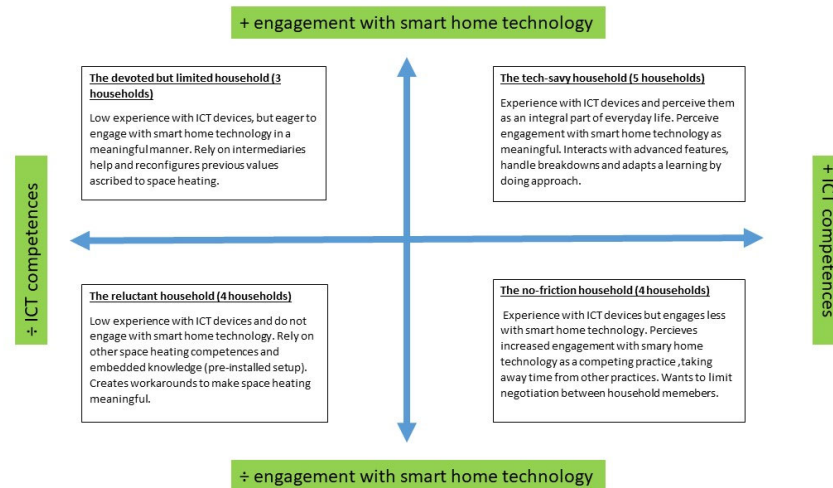 + engagement with smart home technology
The devoted but limited household (3
households)
Low experience with ICT devices, but eager to
engage with smart home technology in a
meaningful manner. Rely on intermediaries
help and reconfigures previous values
ascribed to space heating.
The tech-savy household (5 households)
Experience with ICT devices and perceive them
as an integral part of everyday life. Perceive
engagement with smart home technology as
meaningful. Interacts with advanced features,
handle breakdowns and adapts a learning by
doing approach.
÷ ICT competences
+ ICT competences
The reluctant household (4 households)
Low experience with ICT devices and do not
engage with smart home technology. Rely on
other space heating competences and
embedded knowledge (pre-installed setup).
Creates workarounds to make space heating
meaningful.
The no-friction household (4 households)
Experience with ICT devices but engages less
with smart home technology. Percieves
increased engagement with smary home
technology as a competing practice ,taking
away time from other practices. Wants to limit
negotiation between household memebers.
÷ engagement with smart home technology